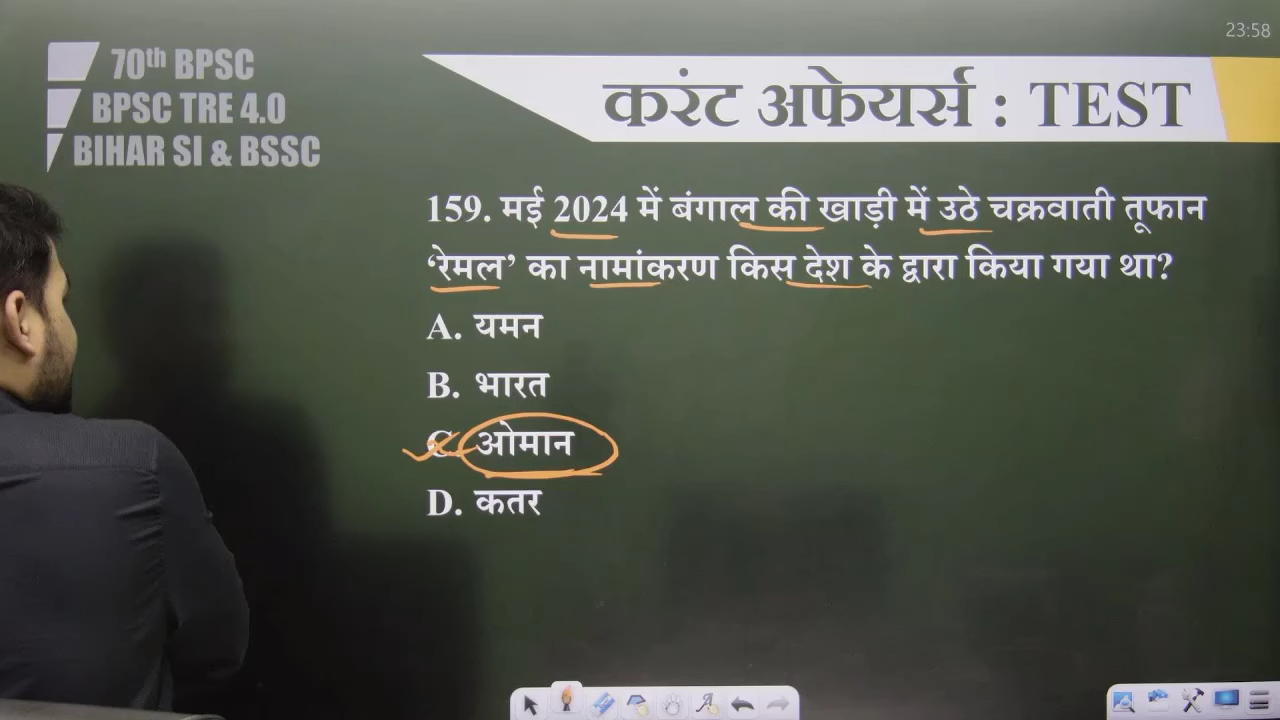 23:58
70th BPSC
BPSC TRE 4.0
BIHAR SI & BSSC
करंट अफेयर्स : TEST
159. मई 2024 में बंगाल की खाड़ी में उठे चक्रवाती तूफान
‘रेमल’ का नामांकरण किस देश के द्वारा किया गया था?
A. यमन
B. भारत
C. ओमान
D. कतर